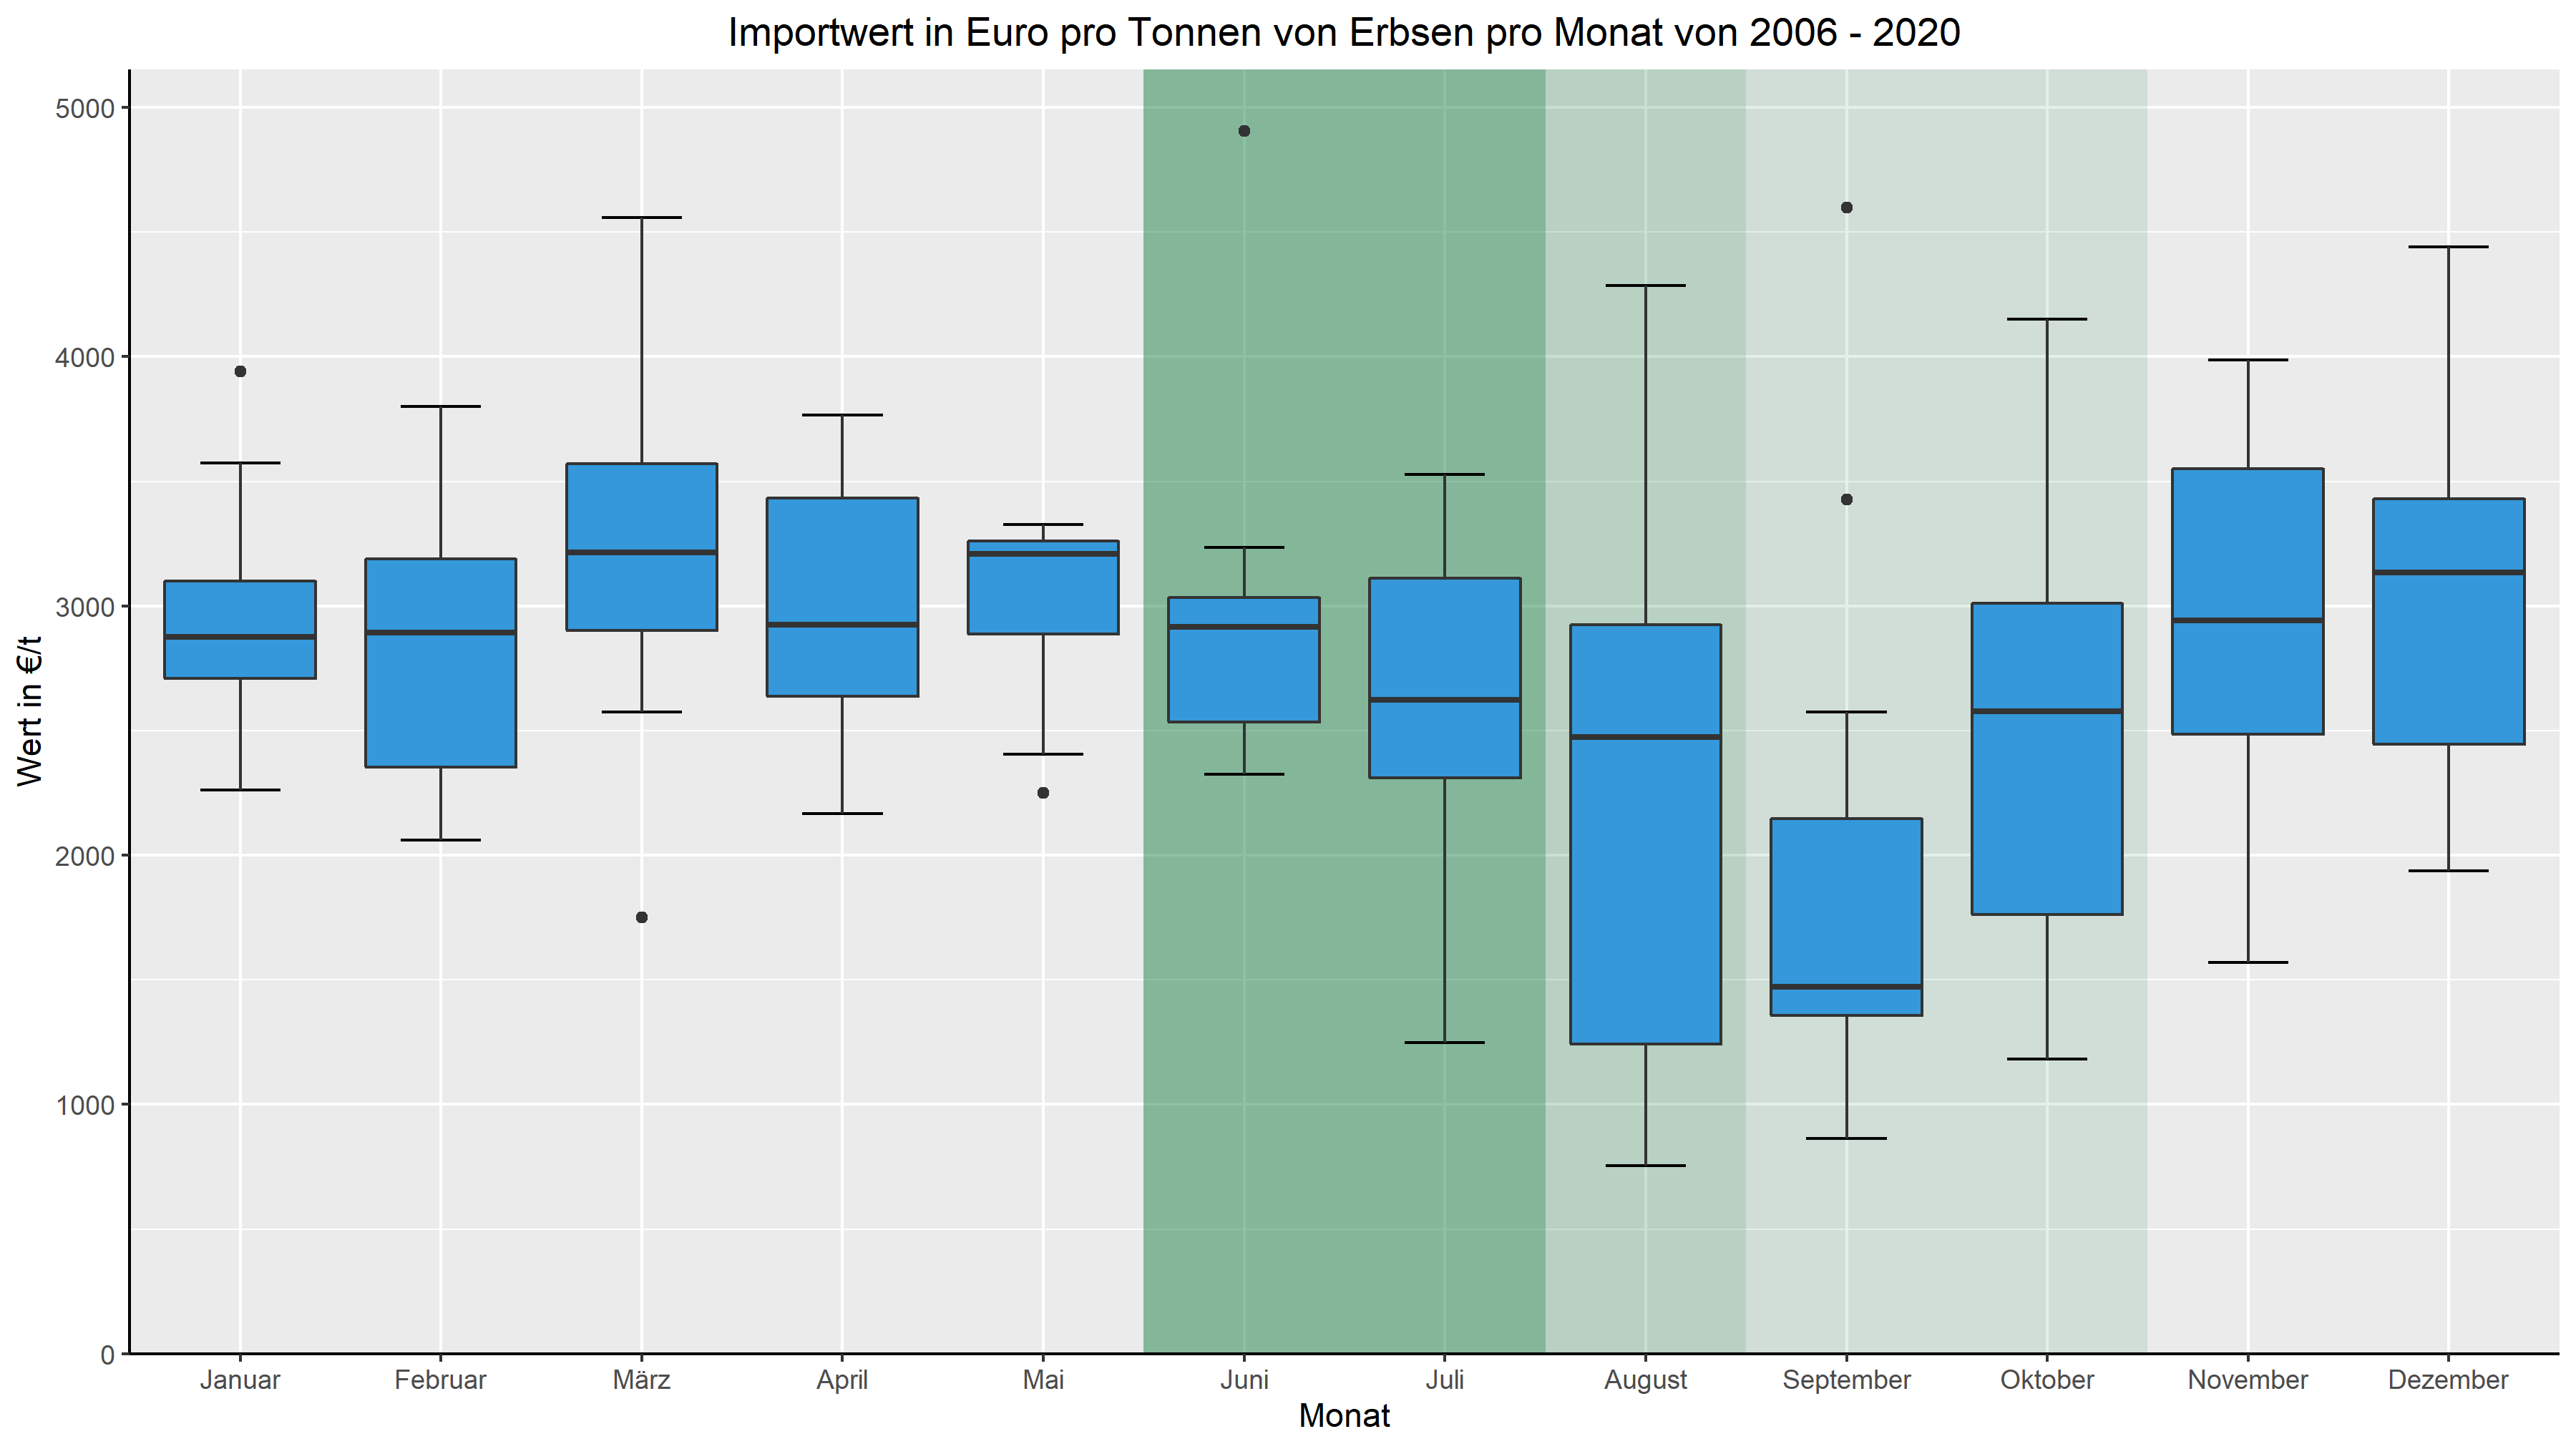 Importwert in Euro pro Tonnen von Erbsen pro Monat von 2006 - 2020
5000
4000
3000
2000
1000
0
Wert in €/t
Januar Februar März April Mai Juni Juli August September Oktober November Dezember
Monat